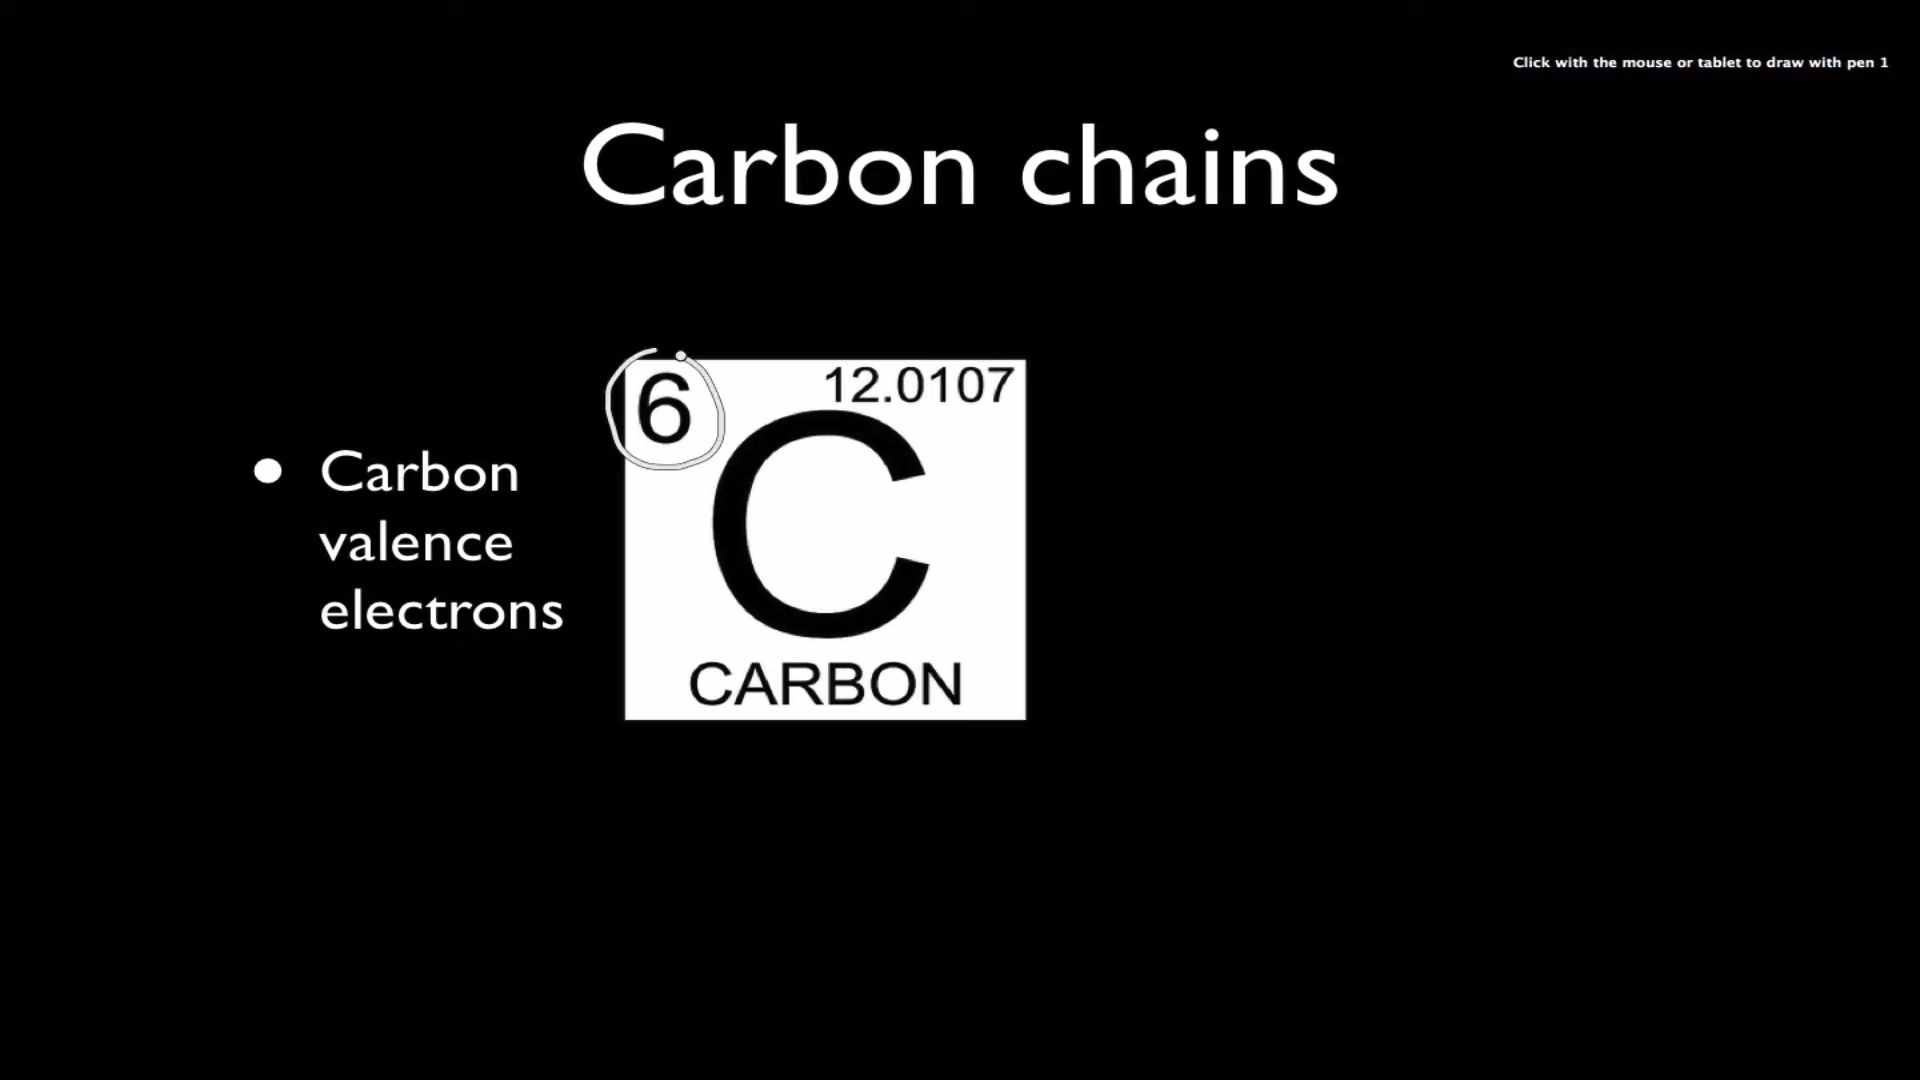 Click with the mouse or tablet to draw with pen 1
Carbon chains
• Carbon
valence
electrons
6
12.0107
C
CARBON